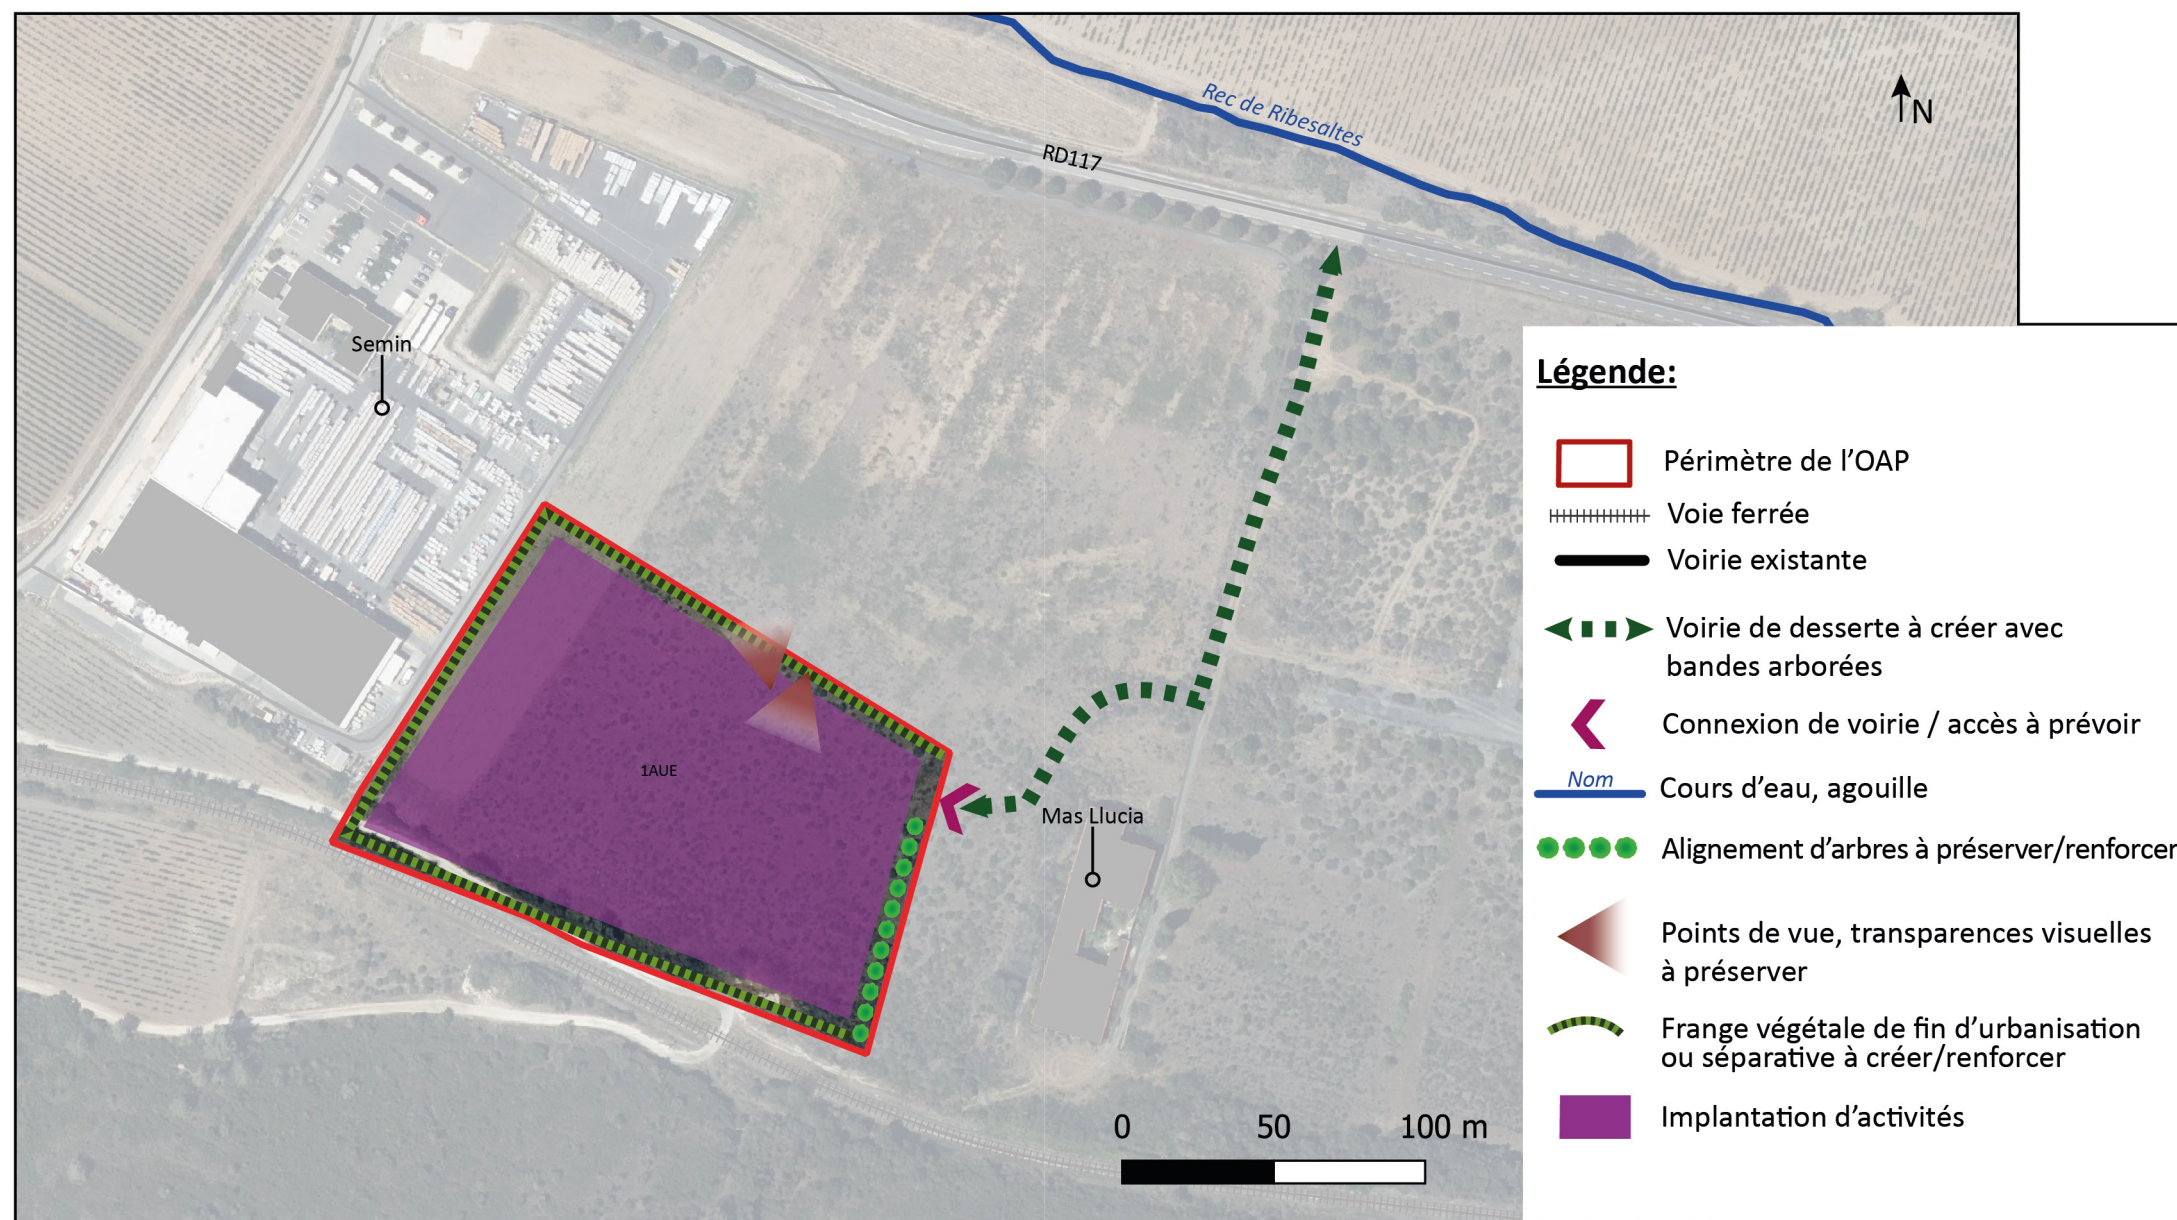 Rec de Ribesaltes
N
RD117
Semin
Légende:
Périmètre de l'OAP
Voie ferrée
Voirie existante
Voirie de desserte à créer avec
bandes arborées
Connexion de voirie / accès à prévoir
Nom
Cours d'eau, agouille
1AUE
Mas Llucia
Alignement d'arbres à préserver/renforcer
Points de vue, transparences visuelles
à préserver
Frange végétale de fin d'urbanisation
ou séparative à créer/renforcer
Implantation d'activités
0 50 100 m